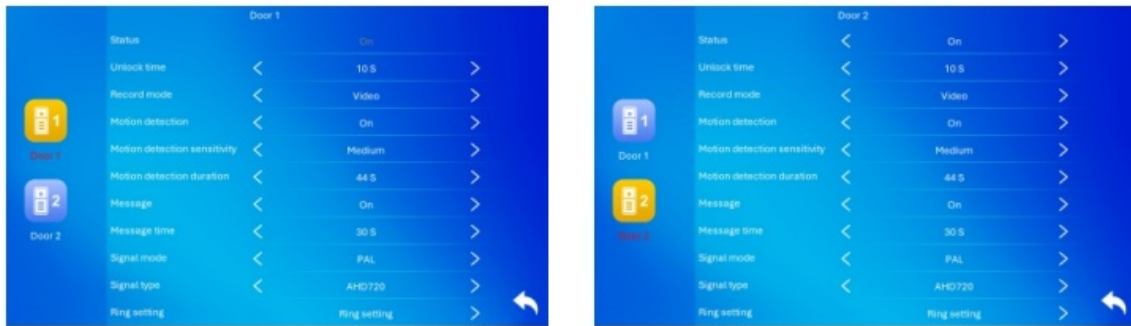 Door 1
Status On
Unlock time 10 S
Record mode Video
Motion detection On
Motion detection sensitivity Medium
Motion detection duration 44 S
Message On
Message time 30 S
Signal mode PAL
Signal type AHD720
Ring setting Ring setting
1
Door 1
2
Door 2
Door 2
Status On
Unlock time 10 S
Record mode Video
Motion detection On
Motion detection sensitivity Medium
Motion detection duration 44 S
Message On
Message time 30 S
Signal mode PAL
Signal type AHD720
Ring setting Ring setting
1
Door 1
2
Door 2